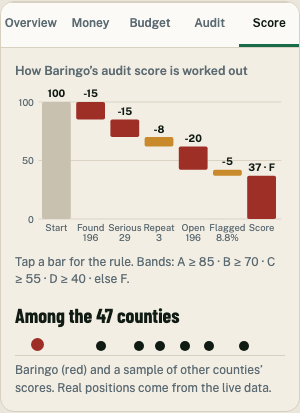 Overview Money Budget Audit Score
How Baringo's audit score is worked out
100 -15
100
-15
-8
-20
50
-5
37 · F
0
Start Found Serious Repeat Open Flagged Score
196 29 3 196 8.8%
Tap a bar for the rule. Bands: A ≥ 85 · B ≥ 70 · C
≥ 55 · D ≥ 40 · else F.
Among the 47 counties
Baringo (red) and a sample of other counties'
scores. Real positions come from the live data.